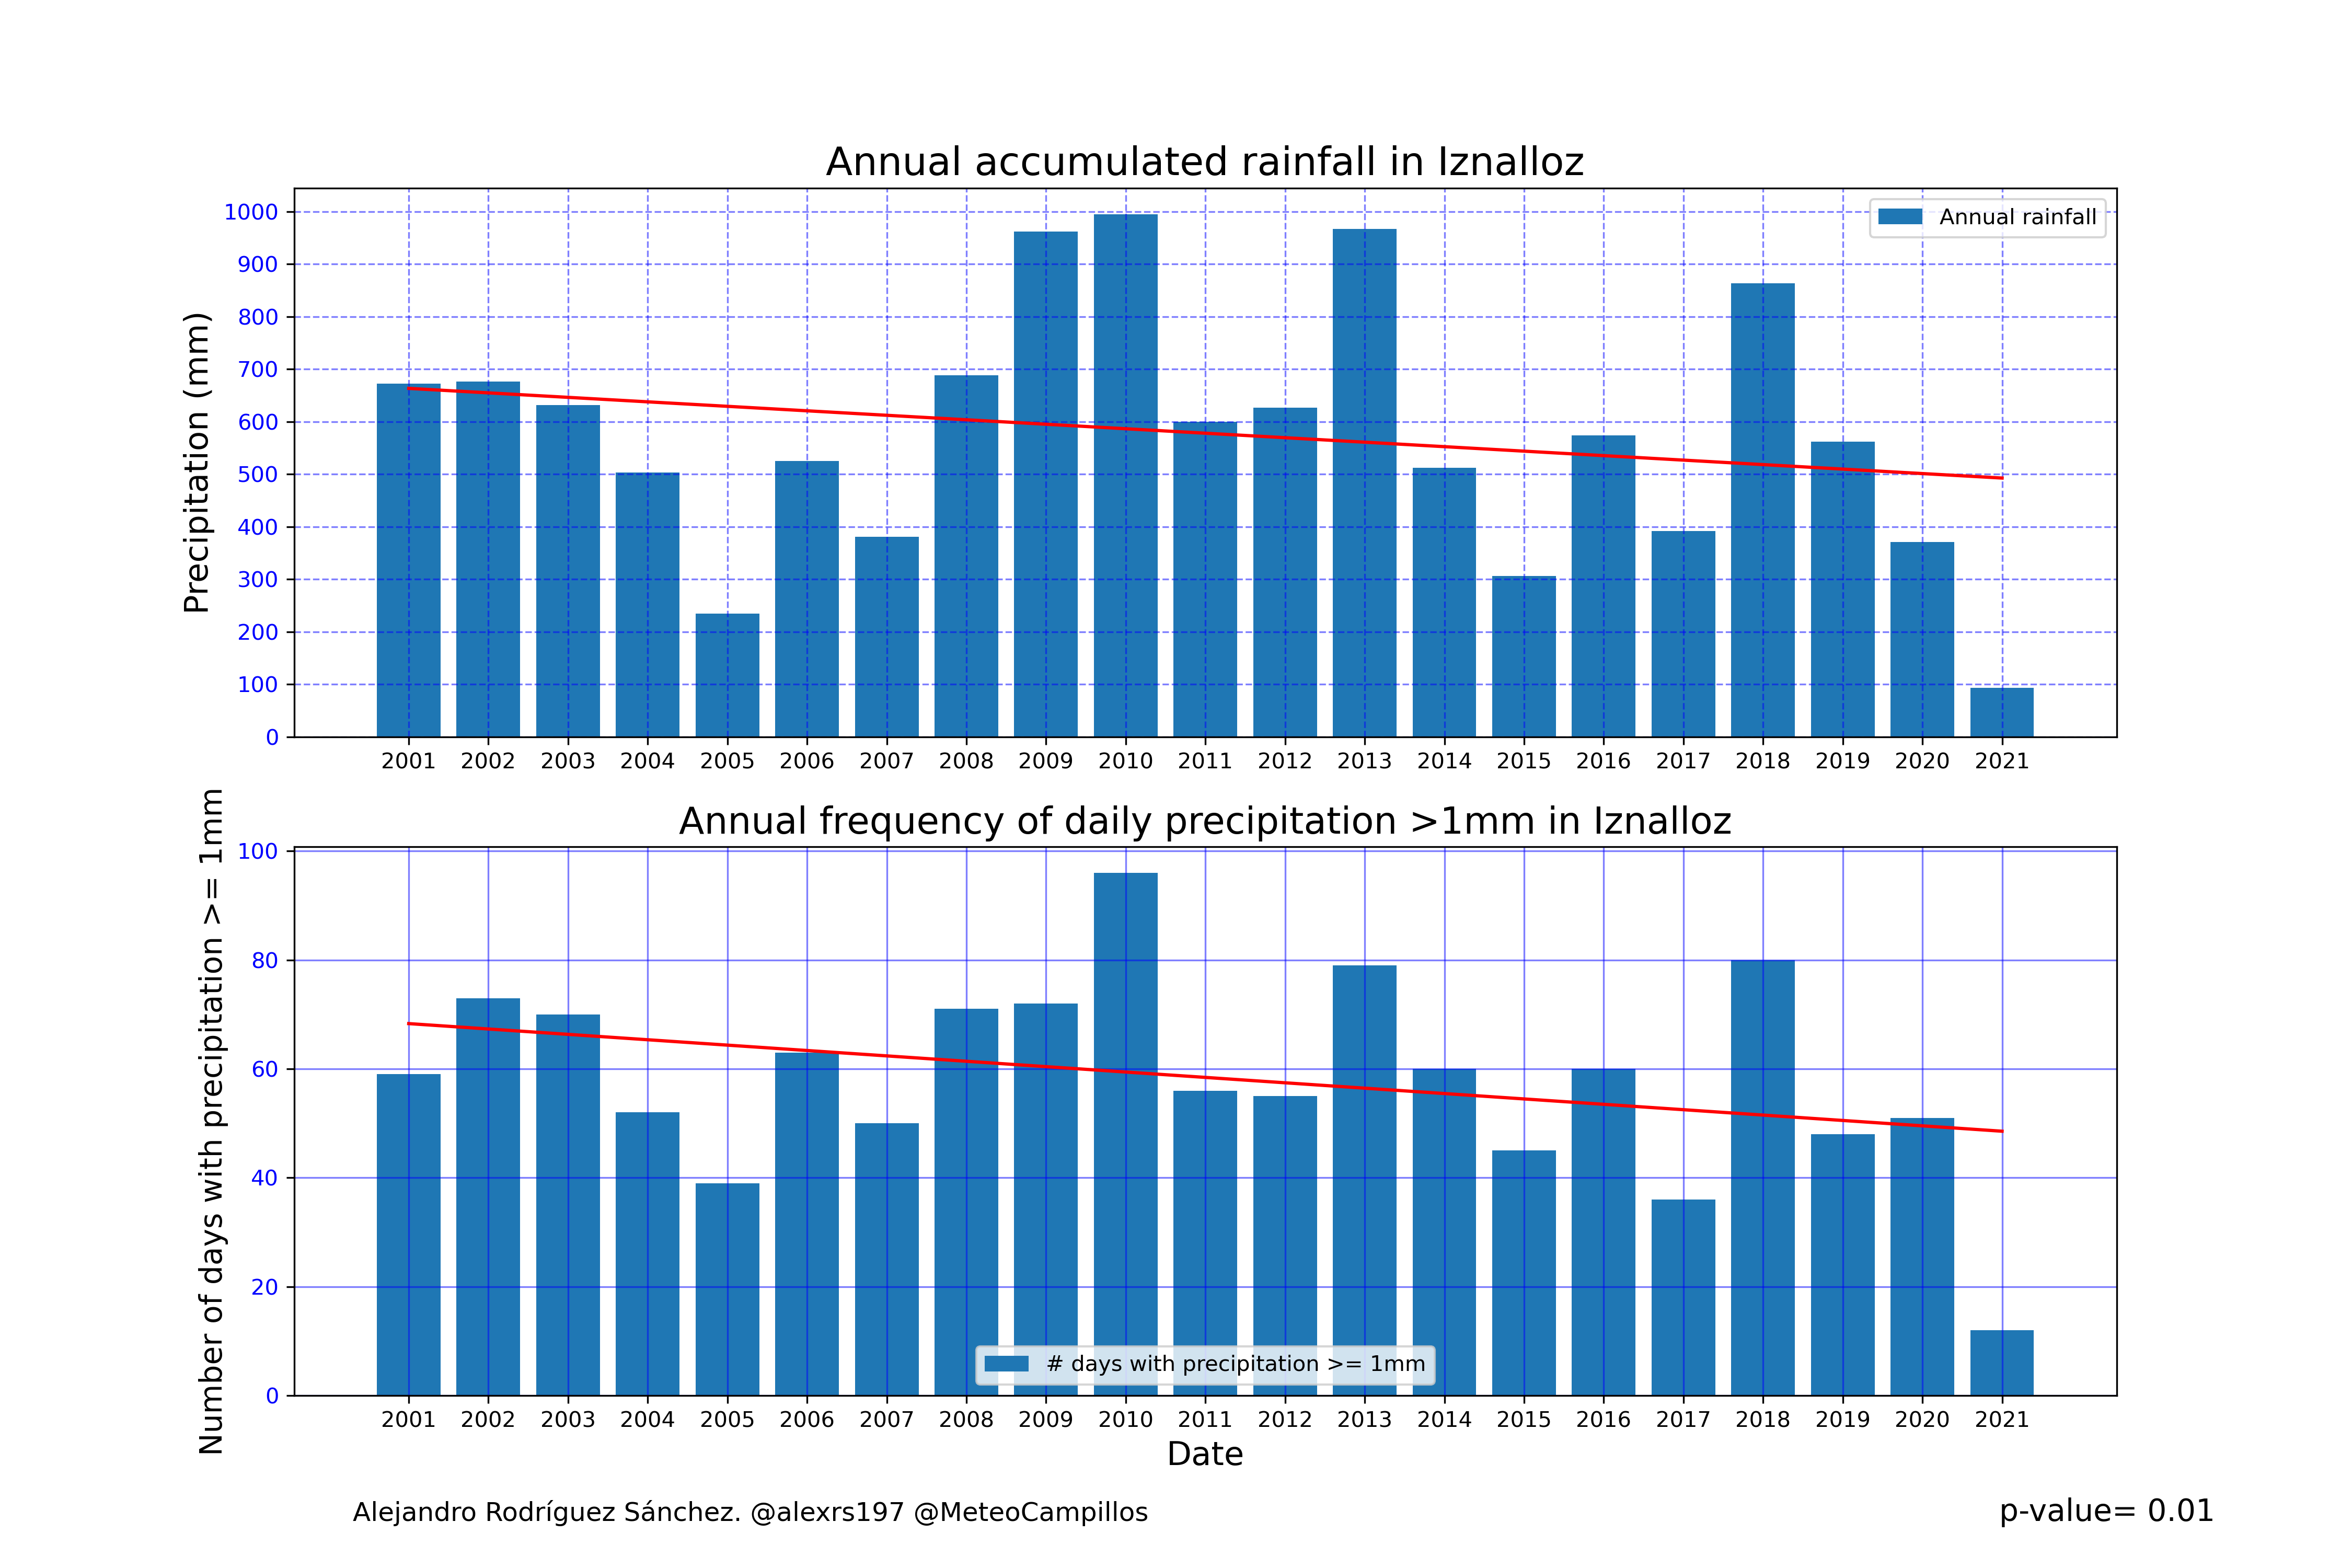 Annual accumulated rainfall in Iznalloz
Precipitation (mm)
1000
900
800
700
600
500
400
300
200
100
0
Annual rainfall
2001 2002 2003 2004 2005 2006 2007 2008 2009 2010 2011 2012 2013 2014 2015 2016 2017 2018 2019 2020 2021
Annual frequency of daily precipitation >1mm in Iznalloz
Number of days with precipitation >= 1mm
100
80
60
40
20
0
# days with precipitation >= 1mm
2001 2002 2003 2004 2005 2006 2007 2008 2009 2010 2011 2012 2013 2014 2015 2016 2017 2018 2019 2020 2021
Date
Alejandro Rodríguez Sánchez. @alexrs197 @MeteoCampillos
p-value= 0.01